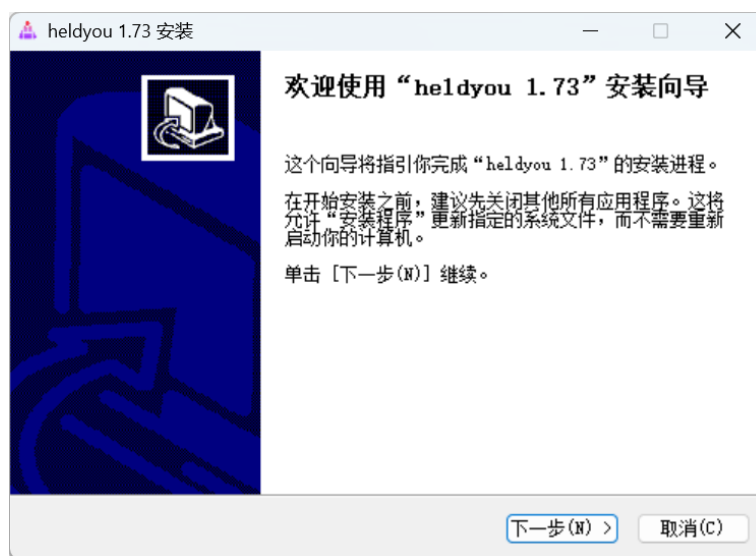 heldyou 1.73 安装
欢迎使用“heldyou 1.73”安装向导
这个向导将指引你完成“heldyou 1.73”的安装进程。
在开始安装之前，建议先关闭其他所有应用程序。这将
允许“安装程序”更新指定的系统文件，而不需要重新
启动你的计算机。
单击 [下一步(N)] 继续。
下一步(N) >
取消(C)